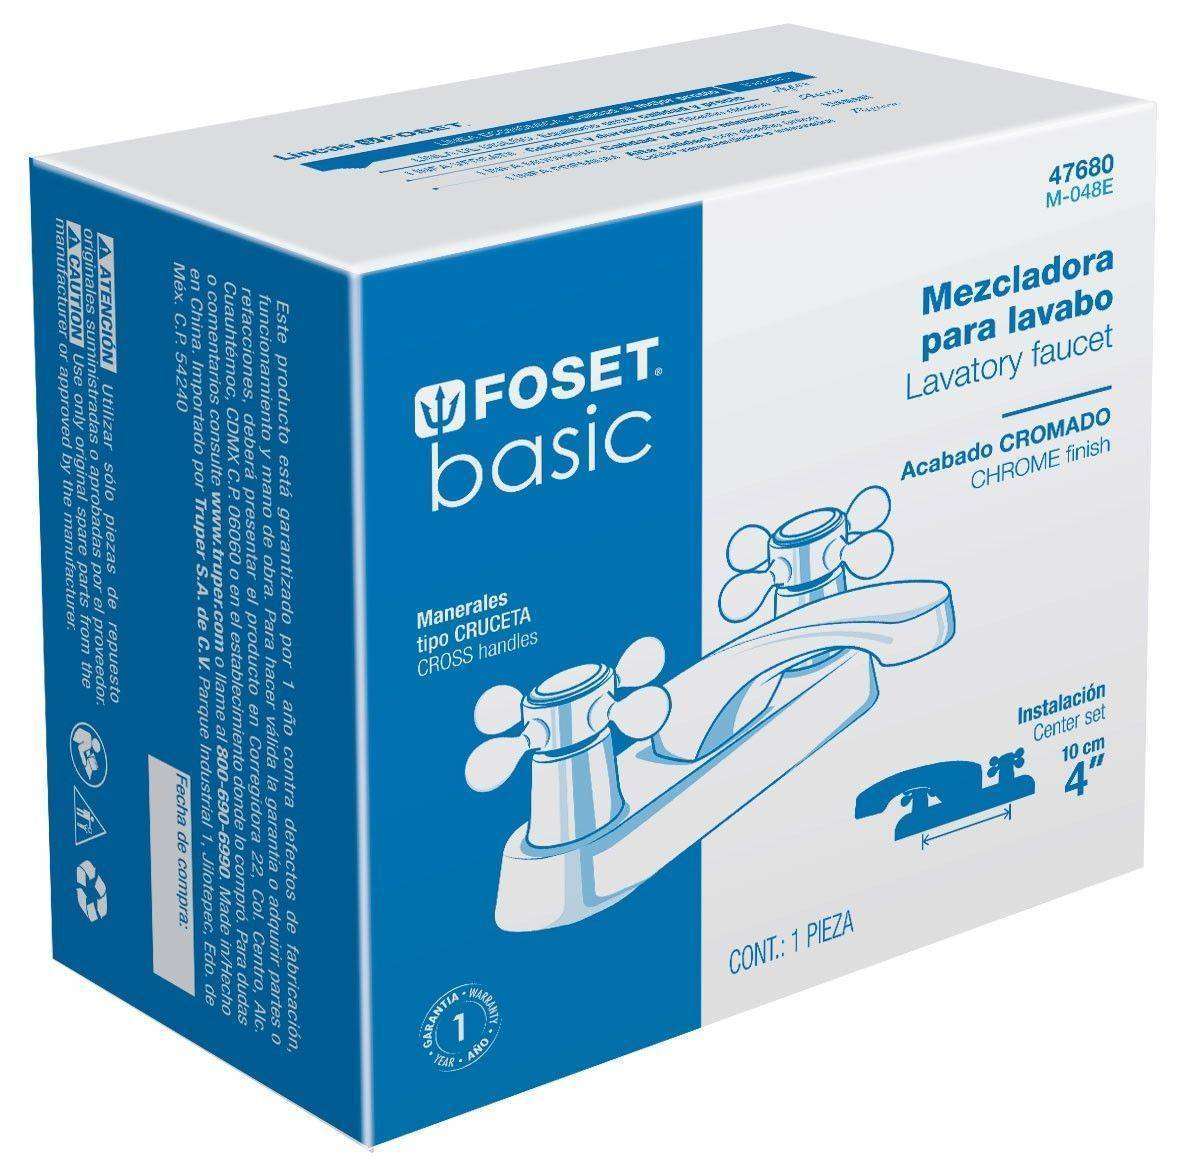 Líneas FOSET
47680
M-048E
Mezcladora
para lavabo
Lavatory faucet
Acabado CROMADO
CHROME finish
FOSET®
basic
Manerales
tipo CRUCETA
CROSS handles
Instalación
Center set
10 cm
4"
CONT.: 1 PIEZA
GARANTÍA · WARRANTY
1
YEAR · AÑO
ATENCIÓN Utilizar sólo piezas de repuesto
originales suministradas o aprobadas por el proveedor.
CAUTION Use only original spare parts from the
manufacturer or approved by the manufacturer.
Este producto está garantizado por 1 año contra defectos de fabricación,
funcionamiento y mano de obra. Para hacer válida la garantía o adquirir partes o
refacciones, deberá presentar el producto en Corregidora 22, Col. Centro, Alc.
Cuauhtémoc, CDMX C.P. 06060 o en el establecimiento donde lo compró. Para dudas
o comentarios consulte www.truper.com o llame al 800-690-6990. Made in/Hecho
en China. Importado por Truper S.A. de C.V. Parque Industrial 1, Jilotepec, Edo. de
Méx. C.P. 54240
Fecha de compra: